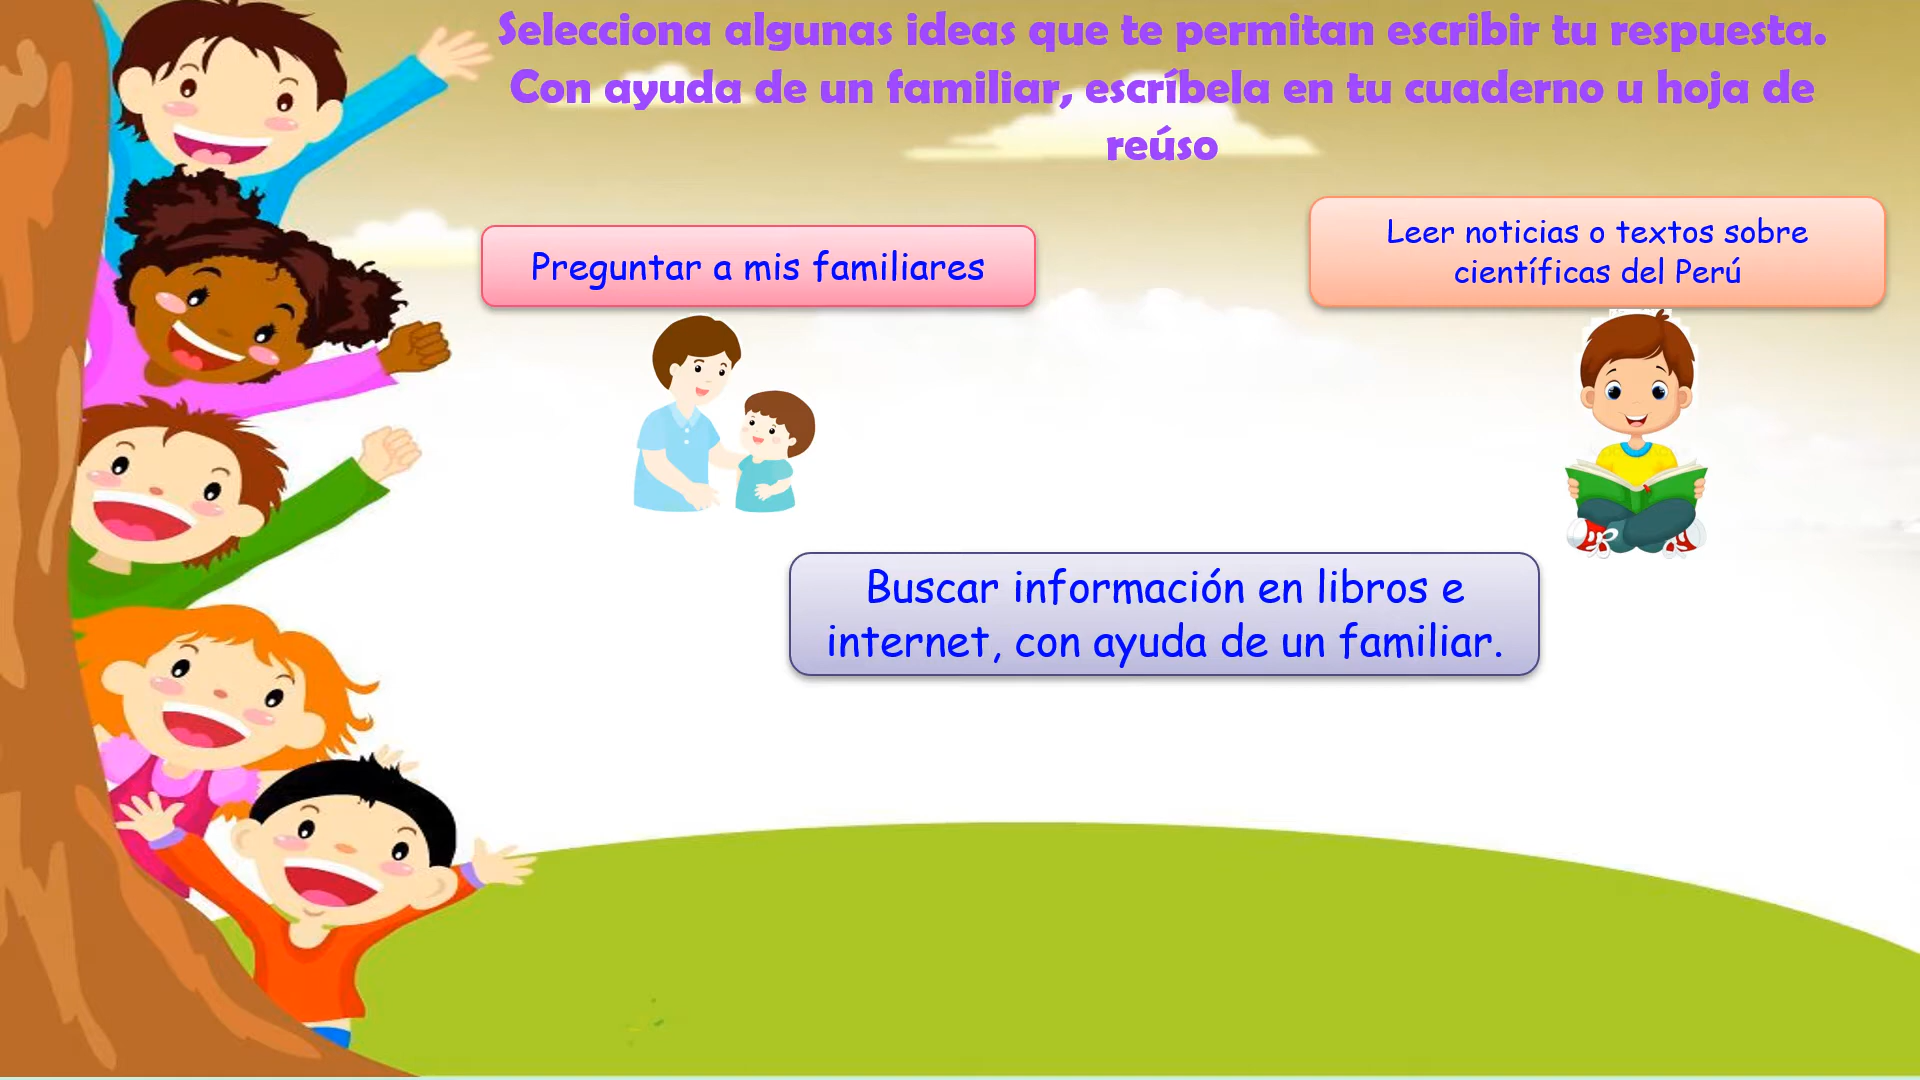 Selecciona algunas ideas que te permitan escribir tu respuesta.
Con ayuda de un familiar, escríbela en tu cuaderno u hoja de
reúso
Preguntar a mis familiares
Leer noticias o textos sobre
científicas del Perú
Buscar información en libros e
internet, con ayuda de un familiar.